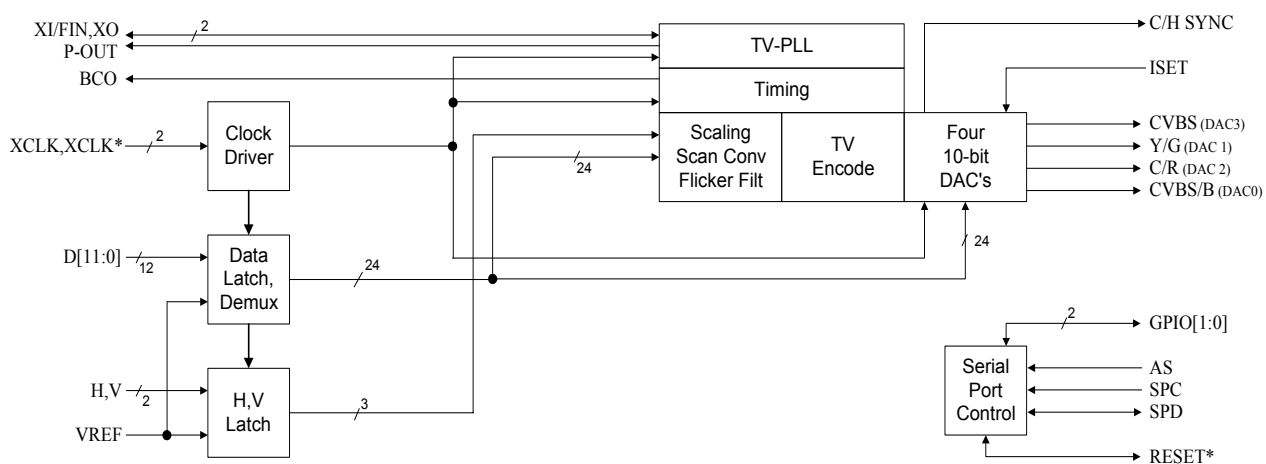 XI/FIN,XO
2
P-OUT
BCO
TV-PLL
Timing
C/H SYNC
ISET
XCLK,XCLK*
2
Clock
Driver
24
Scaling
Scan Conv
Flicker Filt
TV
Encode
Four
10-bit
DAC's
CVBS (DAC3)
Y/G (DAC 1)
C/R (DAC 2)
CVBS/B (DAC0)
D[11:0]
12
Data
Latch,
Demux
24
24
H,V
2
VREF
H,V
Latch
3
2
GPIO[1:0]
Serial
Port
Control
AS
SPC
SPD
RESET*